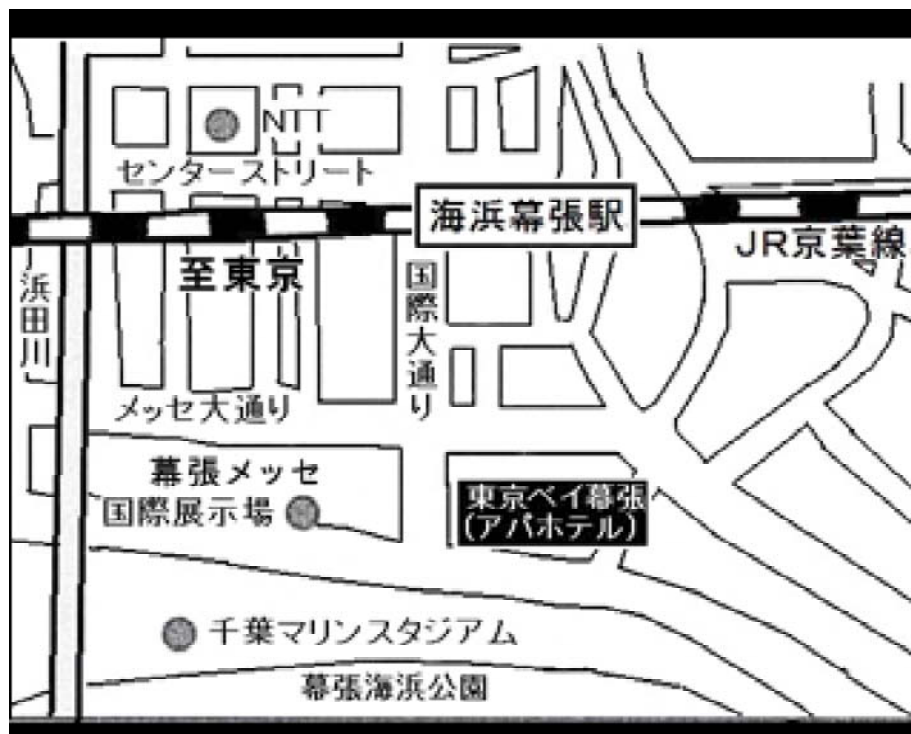 NTT
センターストリート
海浜幕張駅
JR京葉線
至東京
国際大通り
浜田川
メッセ大通り
幕張メッセ
国際展示場
東京ベイ幕張
(アパホテル)
千葉マリンスタジアム
幕張海浜公園